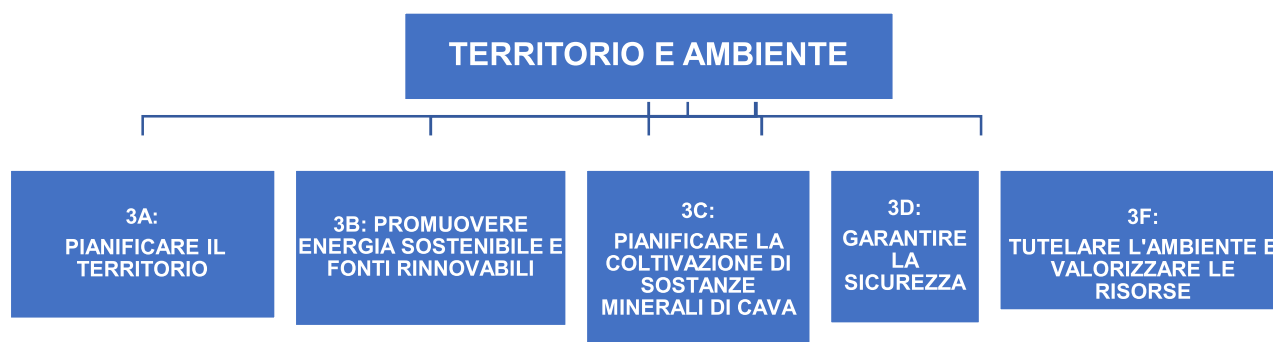 TERRITORIO E AMBIENTE
3A:
PIANIFICARE IL
TERRITORIO
3B: PROMUOVERE
ENERGIA SOSTENIBILE E
FONTI RINNOVABILI
3C:
PIANIFICARE LA
COLTIVAZIONE DI
SOSTANZE
MINERALI DI CAVA
3D:
GARANTIRE
LA
SICUREZZA
3F:
TUTELARE L'AMBIENTE E
VALORIZZARE LE
RISORSE